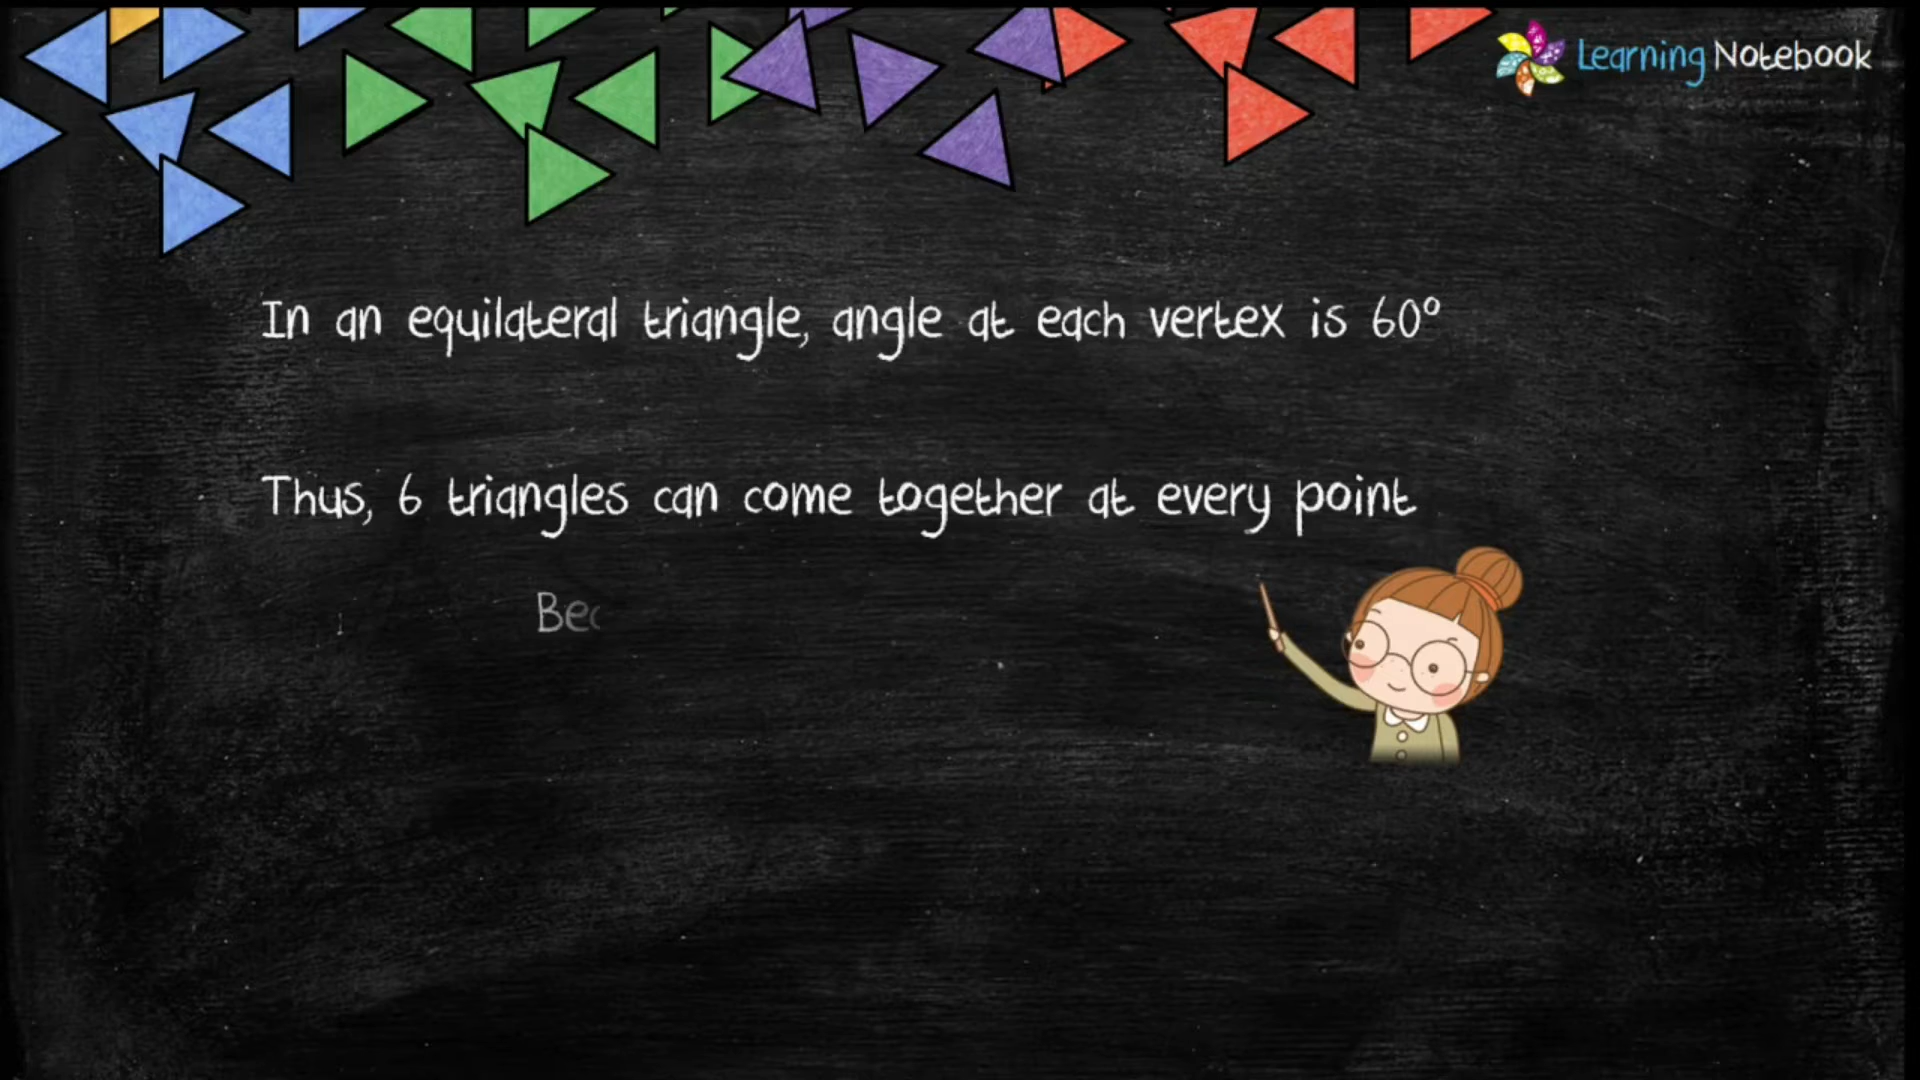 Learning Notebook
In an equilateral triangle, angle at each vertex is 60°
Thus, 6 triangles can come together at every point